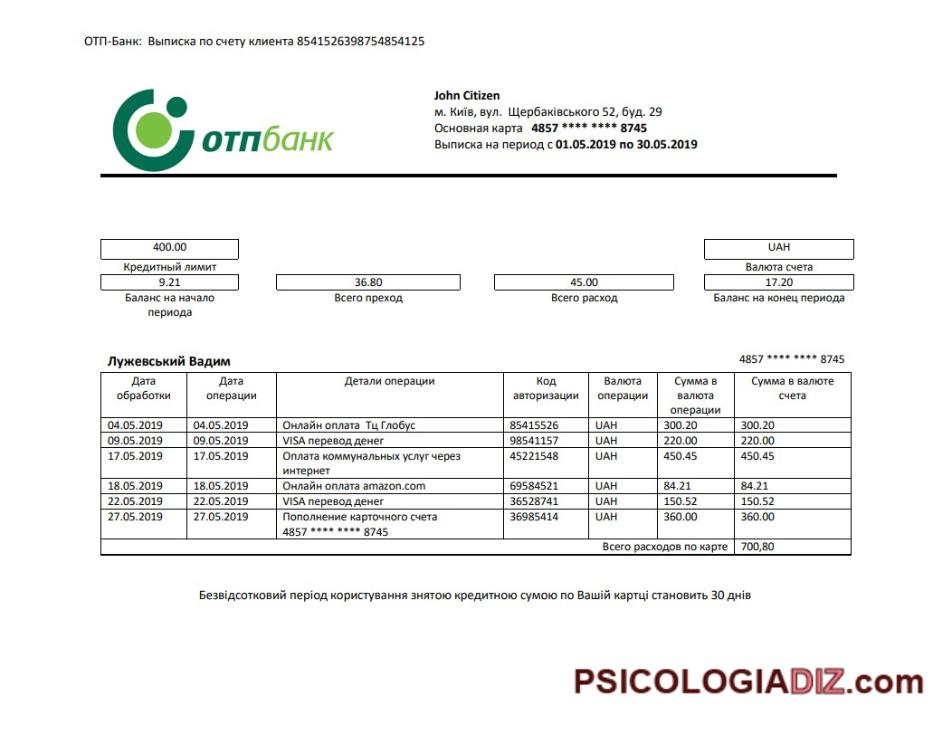 ОТП-Банк: Выписка по счету клиента 8541526398754854125
отпбанк
John Citizen
м. Київ, вул. Щербаківського 52, буд. 29
Основная карта 4857 **** **** 8745
Выписка на период с 01.05.2019 по 30.05.2019
400.00 UAH
Кредитный лимит Валюта счета
9.21 36.80 45.00 17.20
Баланс на начало Всего преход Всего расход Баланс на конец периода
периода
Лужевський Вадим 4857 **** **** 8745
Дата Дата Детали операции Код Валюта Сумма в Сумма в валюте
обработки операции авторизации операции валюта счета
операции
04.05.2019 04.05.2019 Онлайн оплата Тц Глобус 85415526 UAH 300.20 300.20
09.05.2019 09.05.2019 VISA перевод денег 98541157 UAH 220.00 220.00
17.05.2019 17.05.2019 Оплата коммунальных услуг через 45221548 UAH 450.45 450.45
интернет
18.05.2019 18.05.2019 Онлайн оплата amazon.com 69584521 UAH 84.21 84.21
22.05.2019 22.05.2019 VISA перевод денег 36528741 UAH 150.52 150.52
27.05.2019 27.05.2019 Пополнение карточного счета 36985414 UAH 360.00 360.00
4857 **** **** 8745
Всего расходов по карте 700,80
Безвідсотковий період користування знятою кредитною сумою по Вашій картці становить 30 днів
PSICOLOGIADIZ.com